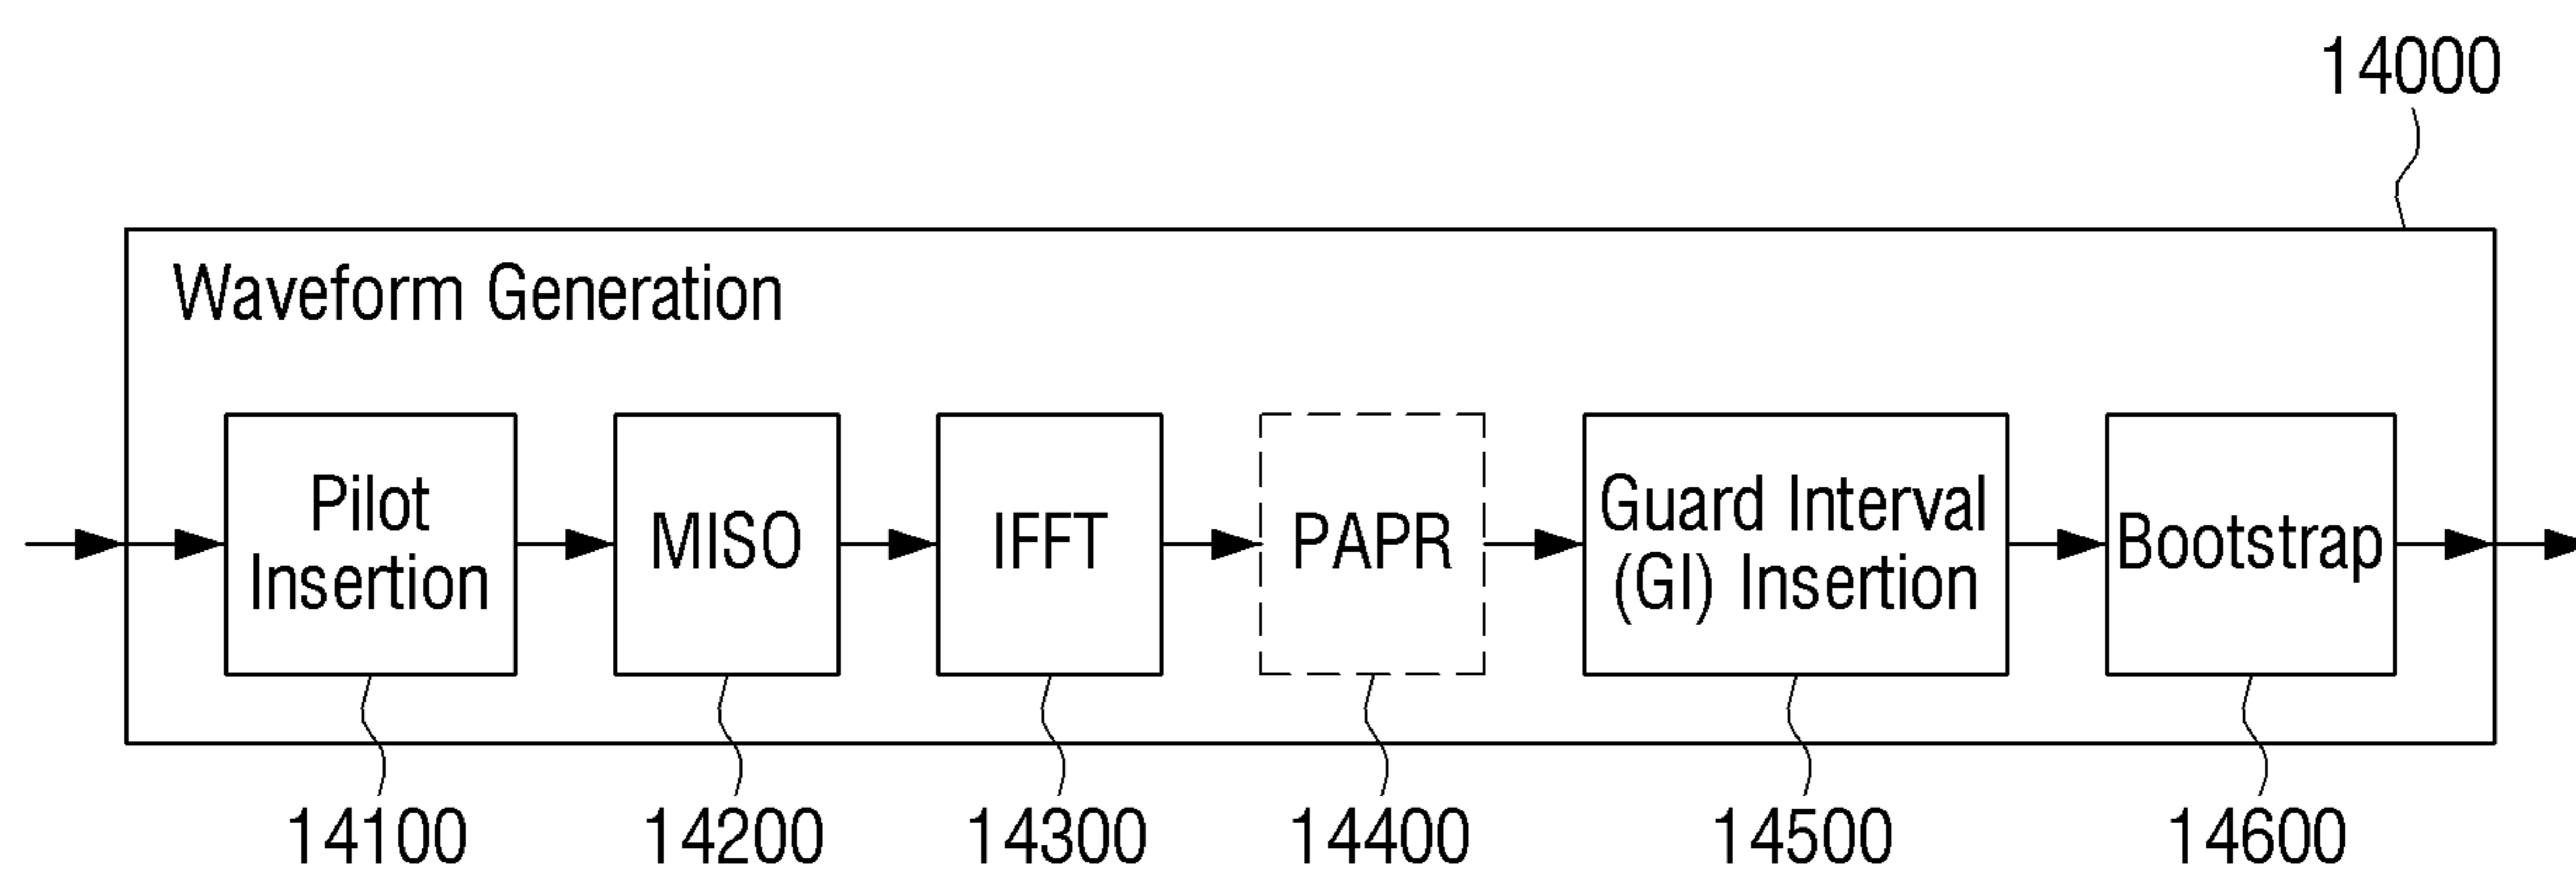 14000
Waveform Generation
Pilot
Insertion
MISO
IFFT
PAPR
Guard Interval
(GI) Insertion
Bootstrap
14100
14200
14300
14400
14500
14600